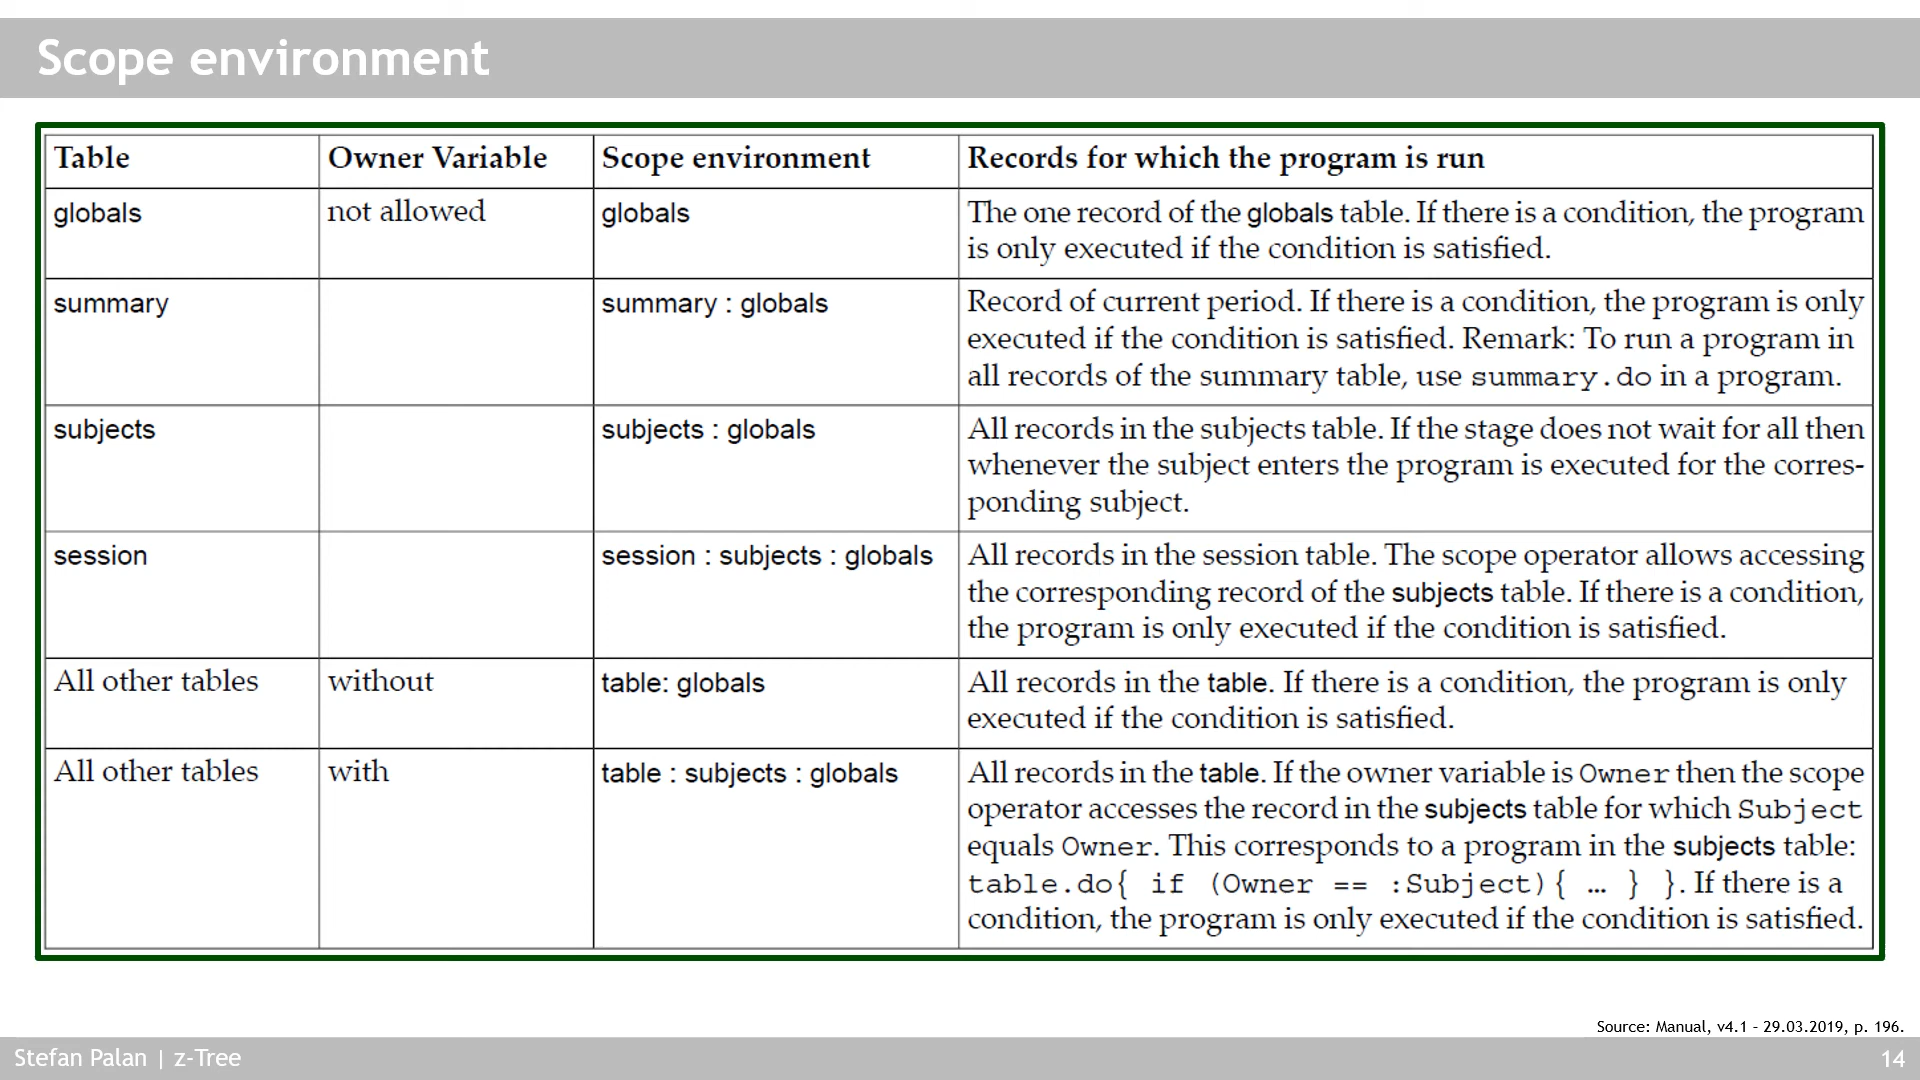 Scope environment
Table Owner Variable Scope environment Records for which the program is run
globals not allowed globals The one record of the globals table. If there is a condition, the program
is only executed if the condition is satisfied.
summary summary : globals Record of current period. If there is a condition, the program is only
executed if the condition is satisfied. Remark: To run a program in
all records of the summary table, use summary.do in a program.
subjects subjects : globals All records in the subjects table. If the stage does not wait for all then
whenever the subject enters the program is executed for the corres-
ponding subject.
session session : subjects : globals All records in the session table. The scope operator allows accessing
the corresponding record of the subjects table. If there is a condition,
the program is only executed if the condition is satisfied.
All other tables without table: globals All records in the table. If there is a condition, the program is only
executed if the condition is satisfied.
All other tables with table : subjects : globals All records in the table. If the owner variable is Owner then the scope
operator accesses the record in the subjects table for which Subject
equals Owner. This corresponds to a program in the subjects table:
table.do{ if (Owner == :Subject){ … } }. If there is a
condition, the program is only executed if the condition is satisfied.
Source: Manual, v4.1 – 29.03.2019, p. 196.
Stefan Palan | z-Tree 14